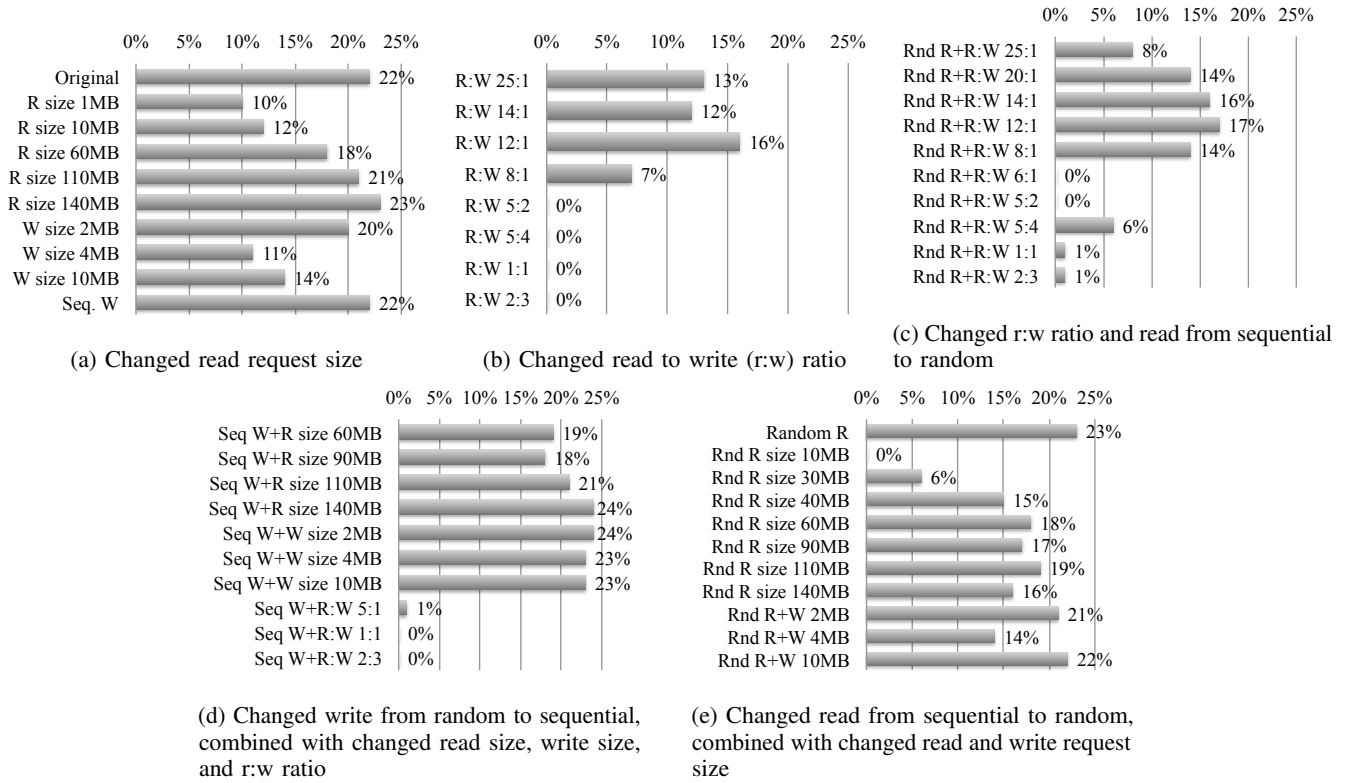 0% 5% 10% 15% 20% 25%
Original 22%
R size 1MB 10%
R size 10MB 12%
R size 60MB 18%
R size 110MB 21%
R size 140MB 23%
W size 2MB 20%
W size 4MB 11%
W size 10MB 14%
Seq. W 22%
(a) Changed read request size
0% 5% 10% 15% 20% 25%
R:W 25:1 13%
R:W 14:1 12%
R:W 12:1 16%
R:W 8:1 7%
R:W 5:2 0%
R:W 5:4 0%
R:W 1:1 0%
R:W 2:3 0%
(b) Changed read to write (r:w) ratio
0% 5% 10% 15% 20% 25%
Rnd R+R:W 25:1 8%
Rnd R+R:W 20:1 14%
Rnd R+R:W 14:1 16%
Rnd R+R:W 12:1 17%
Rnd R+R:W 8:1 14%
Rnd R+R:W 6:1 0%
Rnd R+R:W 5:2 0%
Rnd R+R:W 5:4 6%
Rnd R+R:W 1:1 1%
Rnd R+R:W 2:3 1%
(c) Changed r:w ratio and read from sequential
to random
0% 5% 10% 15% 20% 25%
Seq W+R size 60MB 19%
Seq W+R size 90MB 18%
Seq W+R size 110MB 21%
Seq W+R size 140MB 24%
Seq W+W size 2MB 24%
Seq W+W size 4MB 23%
Seq W+W size 10MB 23%
Seq W+R:W 5:1 1%
Seq W+R:W 1:1 0%
Seq W+R:W 2:3 0%
(d) Changed write from random to sequential,
combined with changed read size, write size,
and r:w ratio
0% 5% 10% 15% 20% 25%
Random R 23%
Rnd R size 10MB 0%
Rnd R size 30MB 6%
Rnd R size 40MB 15%
Rnd R size 60MB 18%
Rnd R size 90MB 17%
Rnd R size 110MB 19%
Rnd R size 140MB 16%
Rnd R+W 2MB 21%
Rnd R+W 4MB 14%
Rnd R+W 10MB 22%
(e) Changed read from sequential to random,
combined with changed read and write request
size